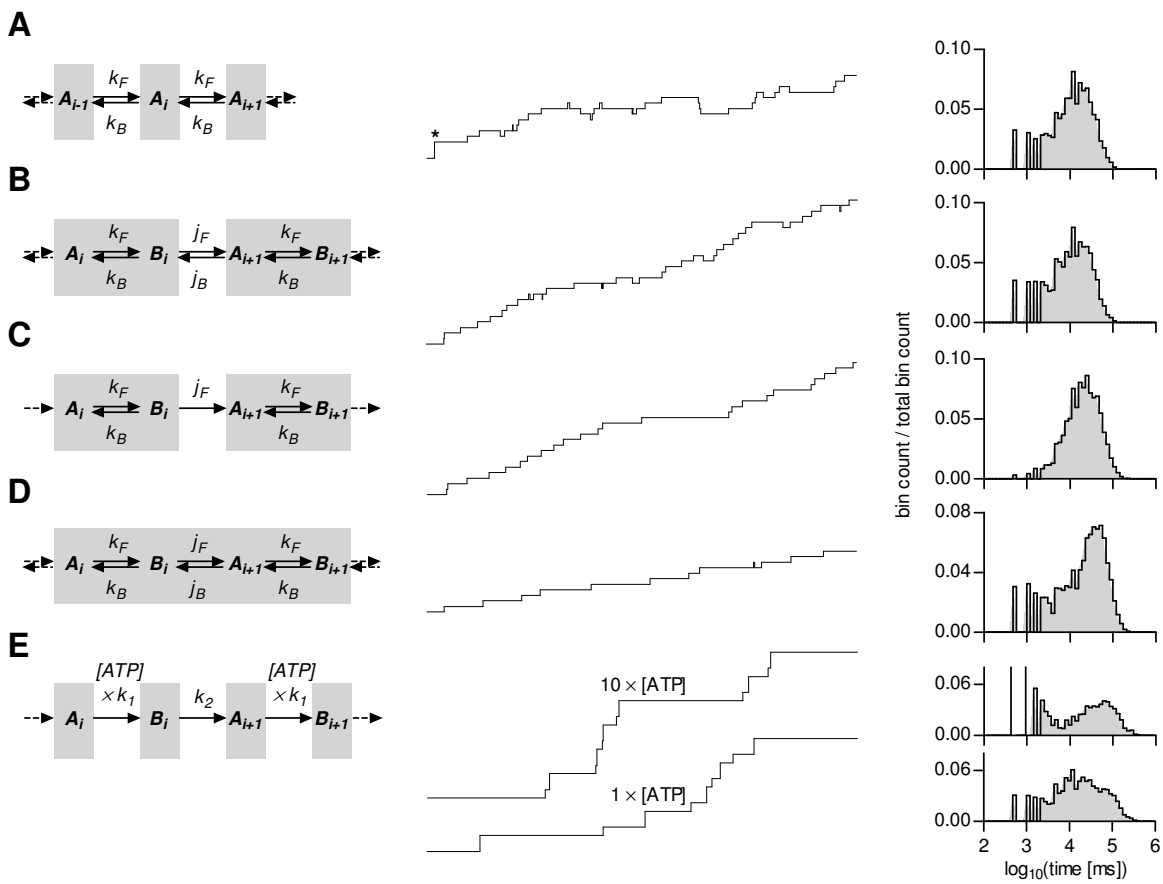 A
k_F k_F
A_{i-1} A_i A_{i+1}
k_B k_B
*
0.10
0.05
0.00
B
k_F j_F k_F
A_i B_i A_{i+1} B_{i+1}
k_B j_B k_B
0.10
0.05
0.00
C
k_F j_F k_F
A_i B_i A_{i+1} B_{i+1}
k_B k_B
0.10
0.05
0.00
bin count / total bin count
D
k_F j_F k_F
A_i B_i A_{i+1} B_{i+1}
k_B j_B k_B
0.08
0.04
0.00
E
[ATP] [ATP]
× k_1 k_2 × k_1
A_i B_i A_{i+1} B_{i+1}
10 × [ATP]
1 × [ATP]
0.06
0.00
0.06
0.00
2 3 4 5 6
log_{10}(time [ms])